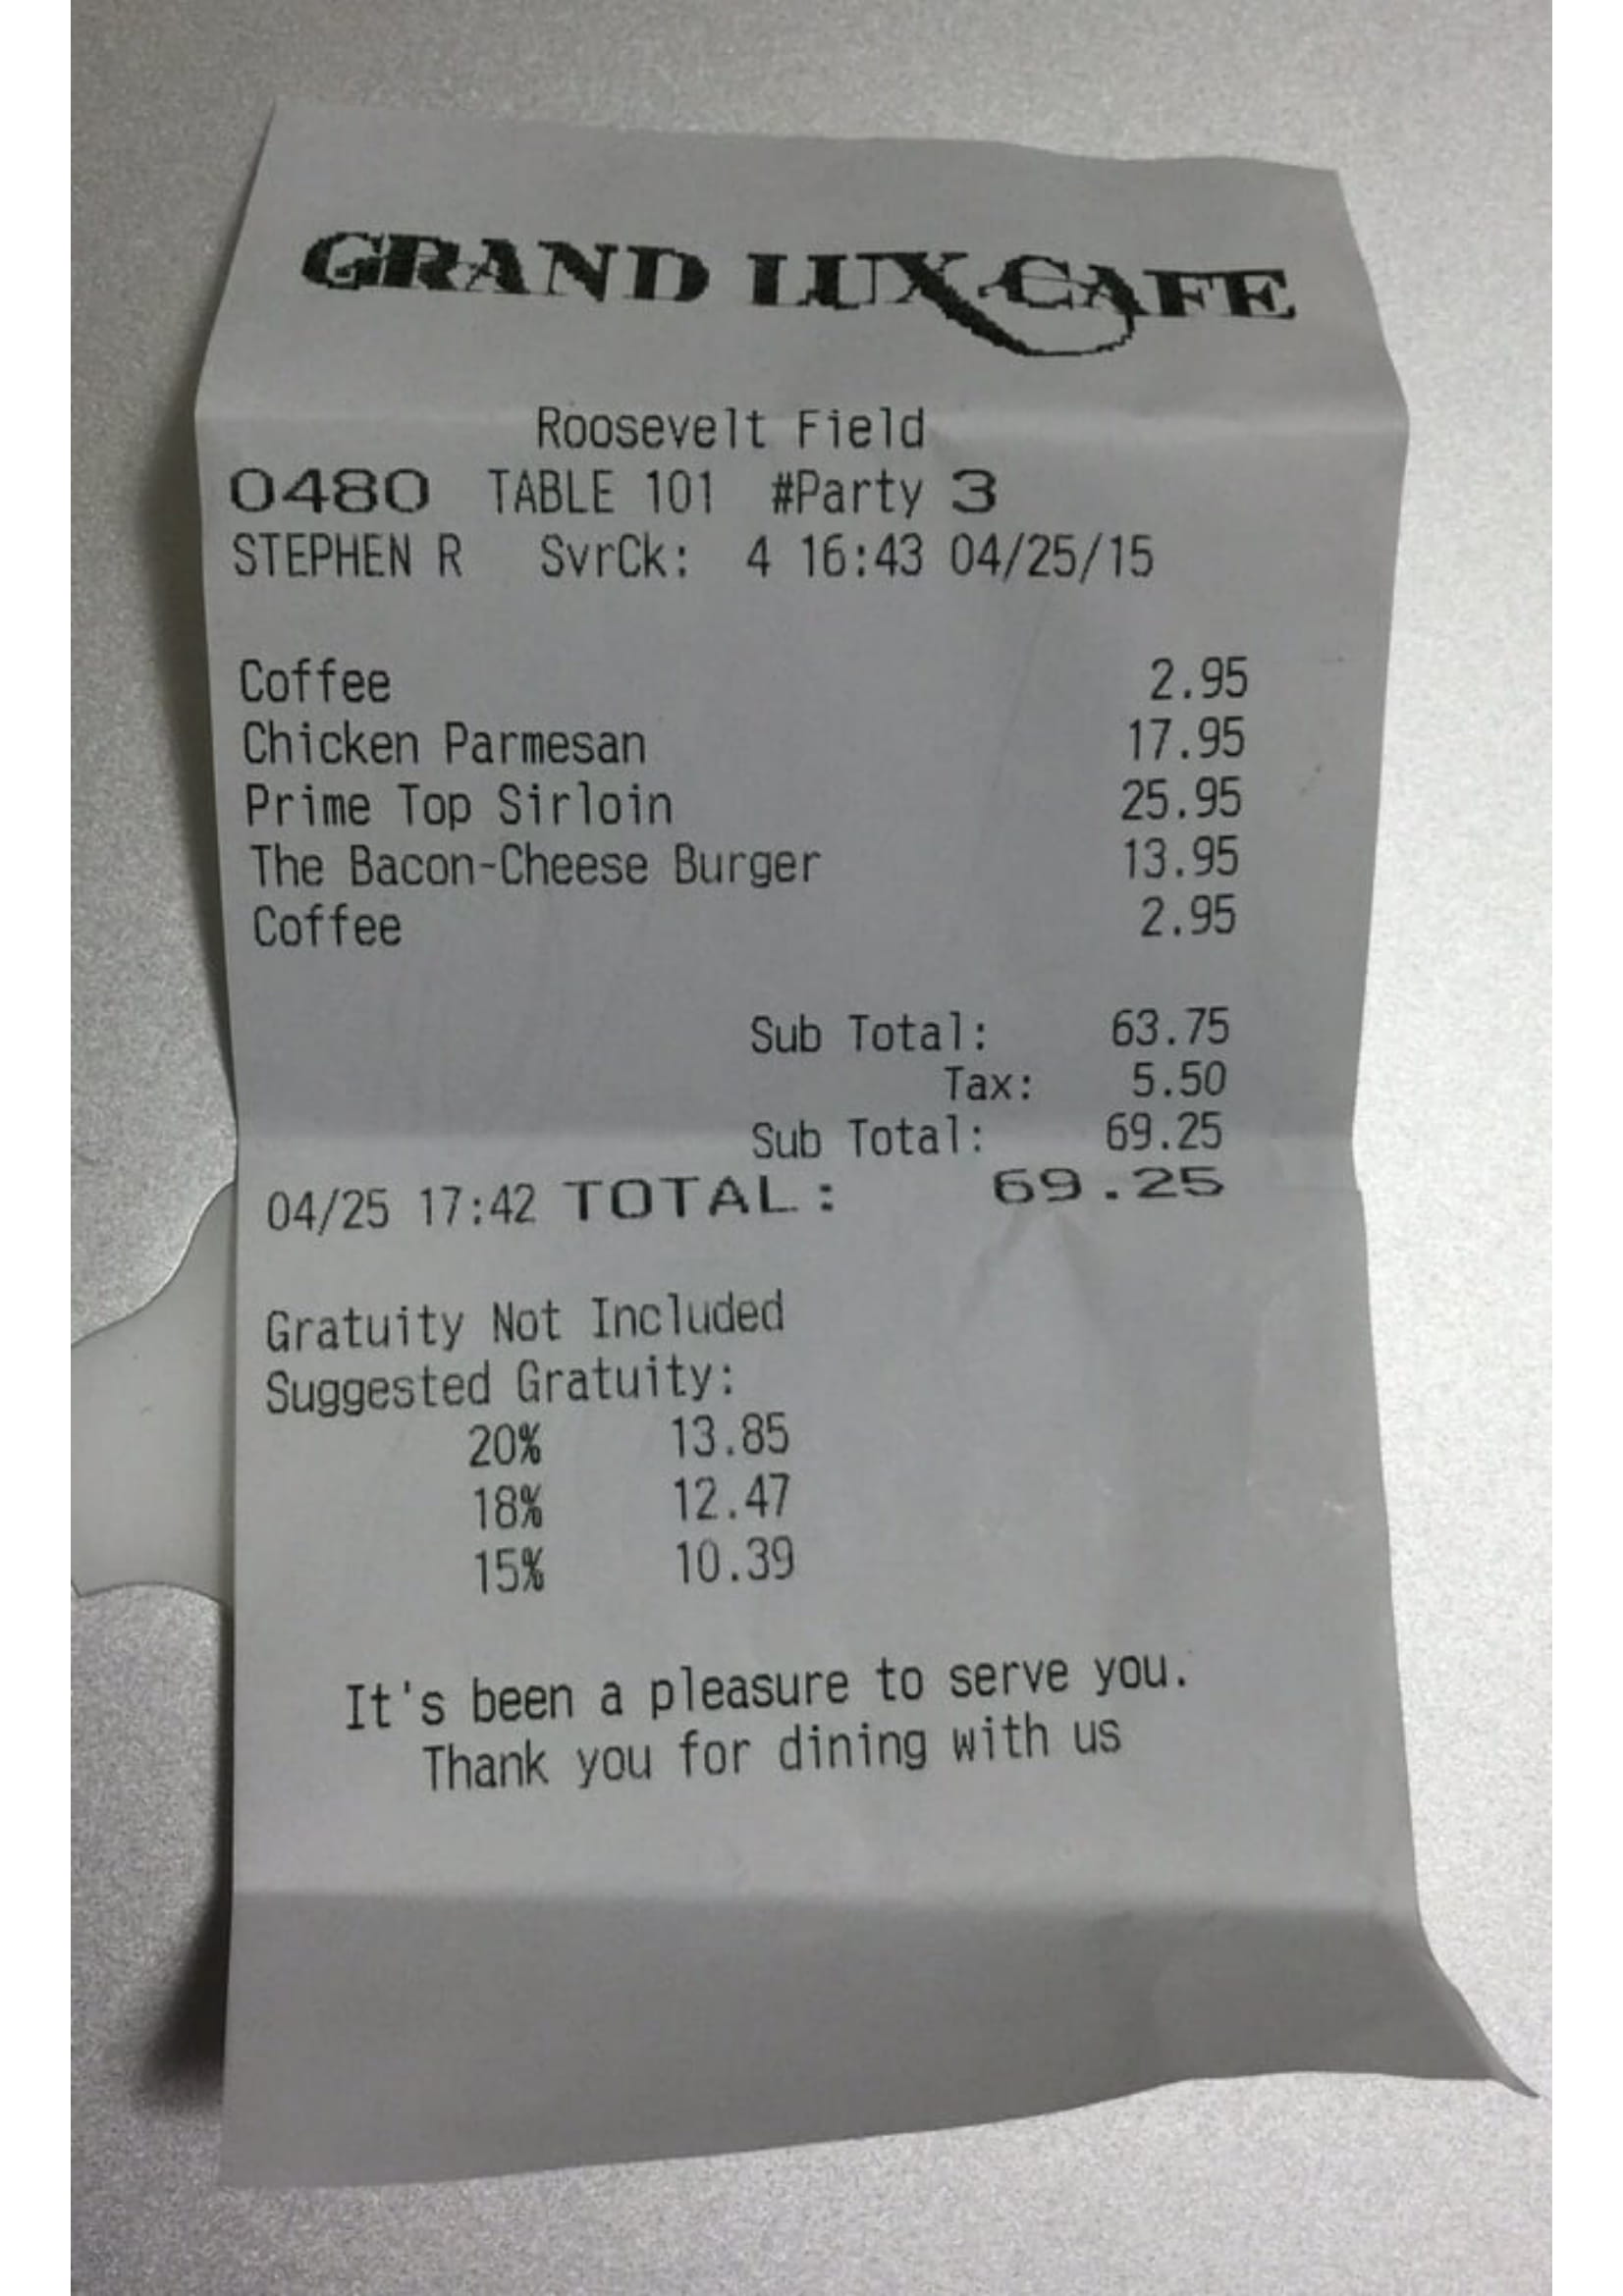 GRAND LUX CAFE
Roosevelt Field
0480 TABLE 101 #Party 3
STEPHEN R SvrCk: 4 16:43 04/25/15
Coffee 2.95
Chicken Parmesan 17.95
Prime Top Sirloin 25.95
The Bacon-Cheese Burger 13.95
Coffee 2.95
Sub Total: 63.75
Tax: 5.50
Sub Total: 69.25
04/25 17:42 TOTAL: 69.25
Gratuity Not Included
Suggested Gratuity:
20% 13.85
18% 12.47
15% 10.39
It's been a pleasure to serve you.
Thank you for dining with us